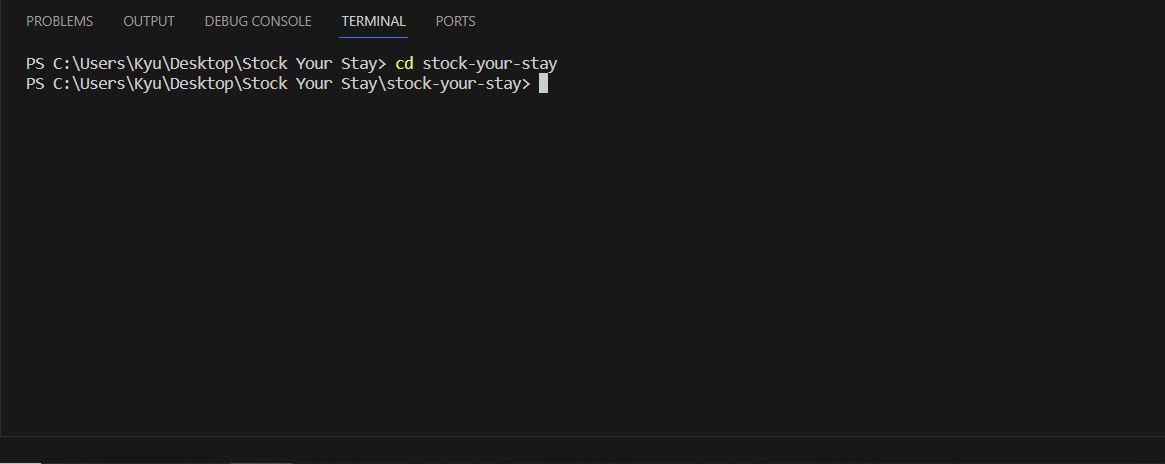 PROBLEMS OUTPUT DEBUG CONSOLE TERMINAL PORTS
PS C:\Users\Kyu\Desktop\Stock Your Stay> cd stock-your-stay
PS C:\Users\Kyu\Desktop\Stock Your Stay\stock-your-stay>